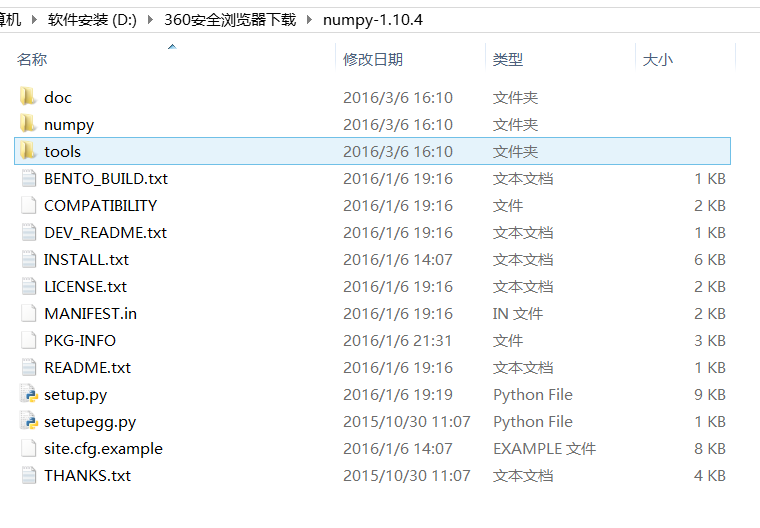 算机 ▸ 软件安装 (D:) ▸ 360安全浏览器下载 ▸ numpy-1.10.4
名称 修改日期 类型 大小
doc 2016/3/6 16:10 文件夹
numpy 2016/3/6 16:10 文件夹
tools 2016/3/6 16:10 文件夹
BENTO_BUILD.txt 2016/1/6 19:16 文本文档 1 KB
COMPATIBILITY 2016/1/6 19:16 文件 2 KB
DEV_README.txt 2016/1/6 19:16 文本文档 1 KB
INSTALL.txt 2016/1/6 14:07 文本文档 6 KB
LICENSE.txt 2016/1/6 19:16 文本文档 2 KB
MANIFEST.in 2016/1/6 19:16 IN 文件 2 KB
PKG-INFO 2016/1/6 21:31 文件 3 KB
README.txt 2016/1/6 19:16 文本文档 1 KB
setup.py 2016/1/6 19:19 Python File 9 KB
setupegg.py 2015/10/30 11:07 Python File 1 KB
site.cfg.example 2016/1/6 14:07 EXAMPLE 文件 8 KB
THANKS.txt 2015/10/30 11:07 文本文档 4 KB